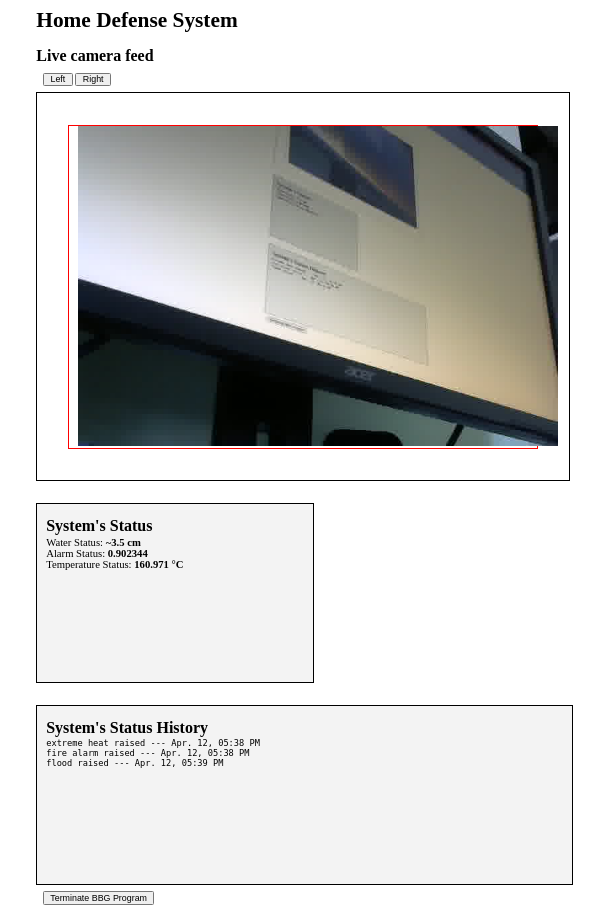 Home Defense System
Live camera feed
Left Right
acer
System's Status
Water Status: ~3.5 cm
Alarm Status: 0.902344
Temperature Status: 160.971 °C
System's Status History
extreme heat raised --- Apr. 12, 05:38 PM
fire alarm raised --- Apr. 12, 05:38 PM
flood raised --- Apr. 12, 05:39 PM
Terminate BBG Program